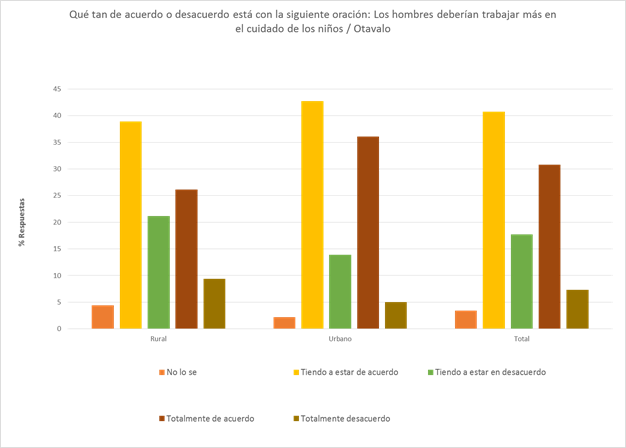 Qué tan de acuerdo o desacuerdo está con la siguiente oración: Los hombres deberían trabajar más en
el cuidado de los niños / Otavalo
45
40
35
30
25
20
15
10
5
0
% Respuestas
Rural Urbano Total
No lo se Tiendo a estar de acuerdo Tiendo a estar en desacuerdo
Totalmente de acuerdo Totalmente desacuerdo